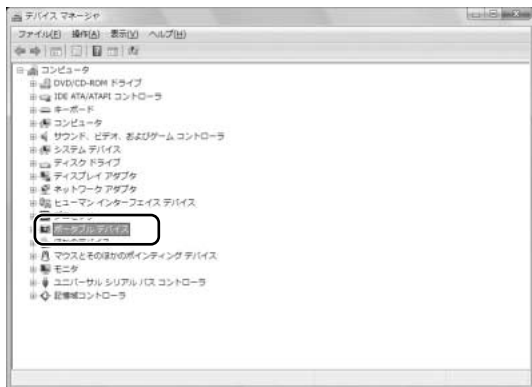 デバイス マネージャ
ファイル(F) 操作(A) 表示(V) ヘルプ(H)
コンピュータ
DVD/CD-ROM ドライブ
IDE ATA/ATAPI コントローラ
キーボード
コンピュータ
サウンド、ビデオ、およびゲーム コントローラ
システム デバイス
ディスク ドライブ
ディスプレイ アダプタ
ネットワーク アダプタ
ヒューマン インターフェイス デバイス
ポータブル デバイス
マウスとそのほかのポインティング デバイス
モニタ
ユニバーサル シリアル バス コントローラ
記憶域コントローラ